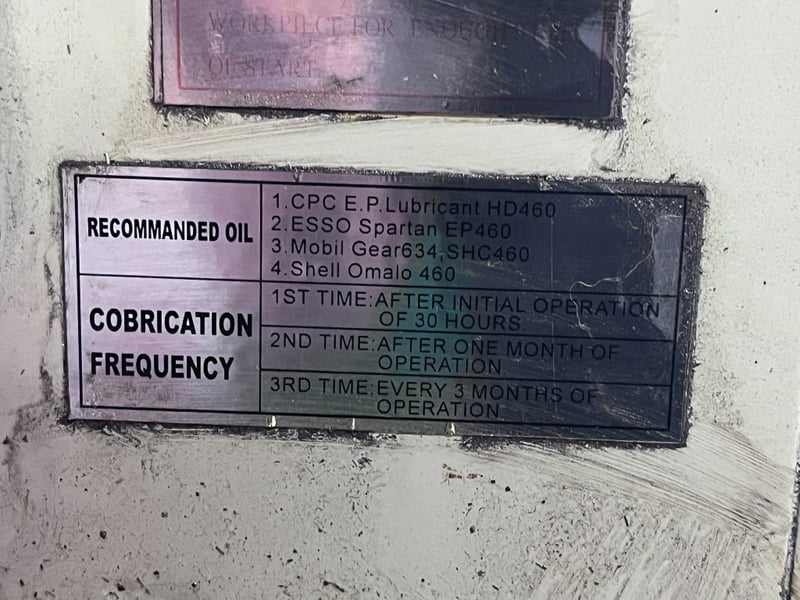 WORKPIECE FOR ENOUGH
OF START
RECOMMANDED OIL
1.CPC E.P.Lubricant HD460
2.ESSO Spartan EP460
3.Mobil Gear634,SHC460
4.Shell Omalo 460
COBRICATION
FREQUENCY
1ST TIME:AFTER INITIAL OPERATION
OF 30 HOURS.
2ND TIME:AFTER ONE MONTH OF
OPERATION.
3RD TIME:EVERY 3 MONTHS OF
OPERATION